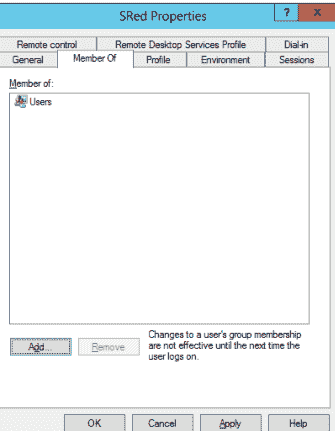 SRed Properties
? x
Remote control Remote Desktop Services Profile Dial-in
General Member Of Profile Environment Sessions
Member of:
Users
Add... Remove
Changes to a user's group membership
are not effective until the next time the
user logs on.
OK Cancel Apply Help